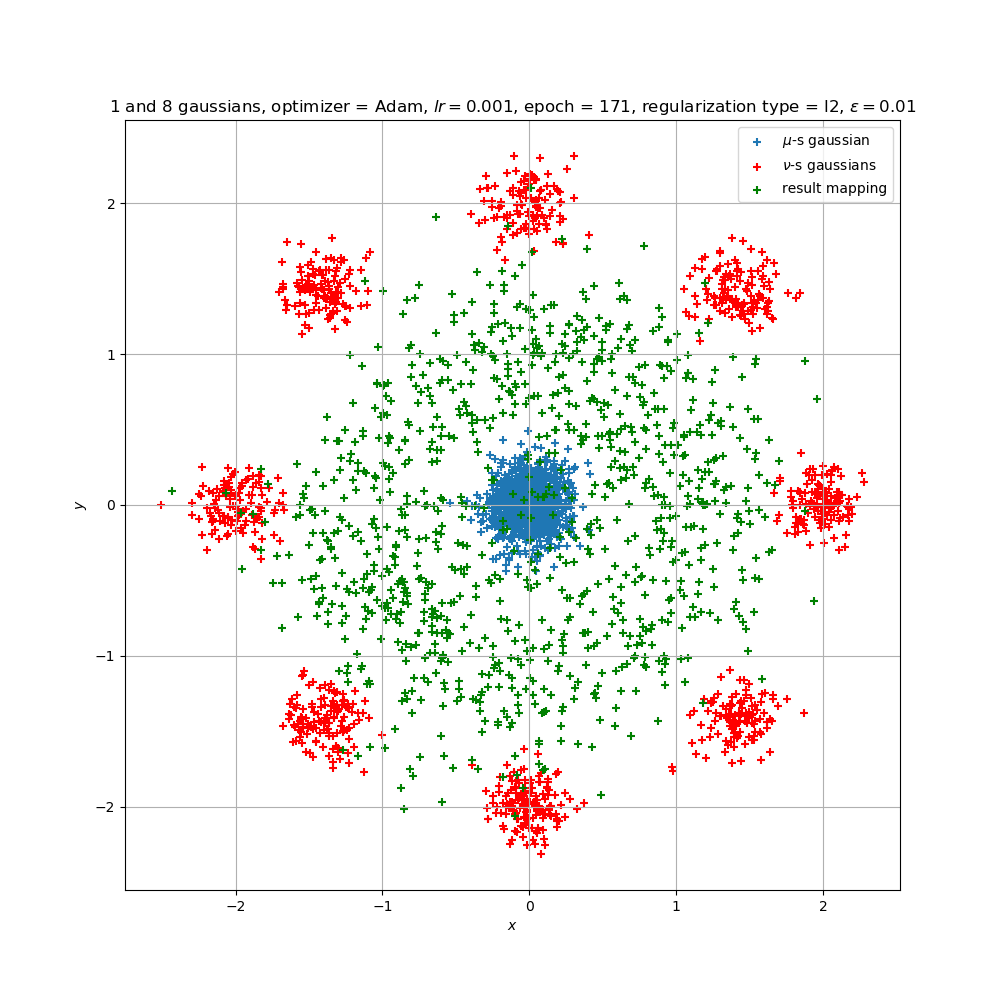 1 and 8 gaussians, optimizer = Adam, lr = 0.001, epoch = 171, regularization type = l2, ε = 0.01
μ-s gaussian
ν-s gaussians
result mapping
2
1
0
−1
−2
y
−2 −1 0 1 2
x